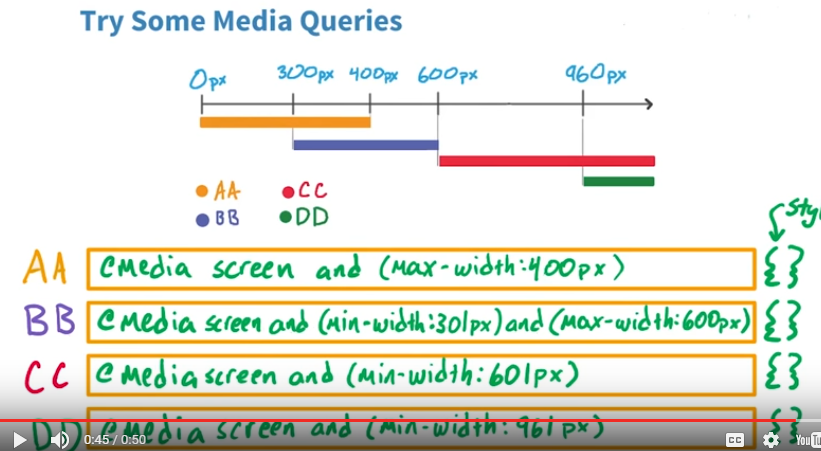 Try Some Media Queries
0px 300px 400px 600px 960px
AA CC
BB DD
Sty
AA @Media screen and (Max-width:400px) {}
BB @Media screen and (Min-width:301px) and (Max-width:600px) {}
CC @Media screen and (Min-width:601px) {}
DD @Media screen and (Min-width:961px) {}
0:45 / 0:50 CC You